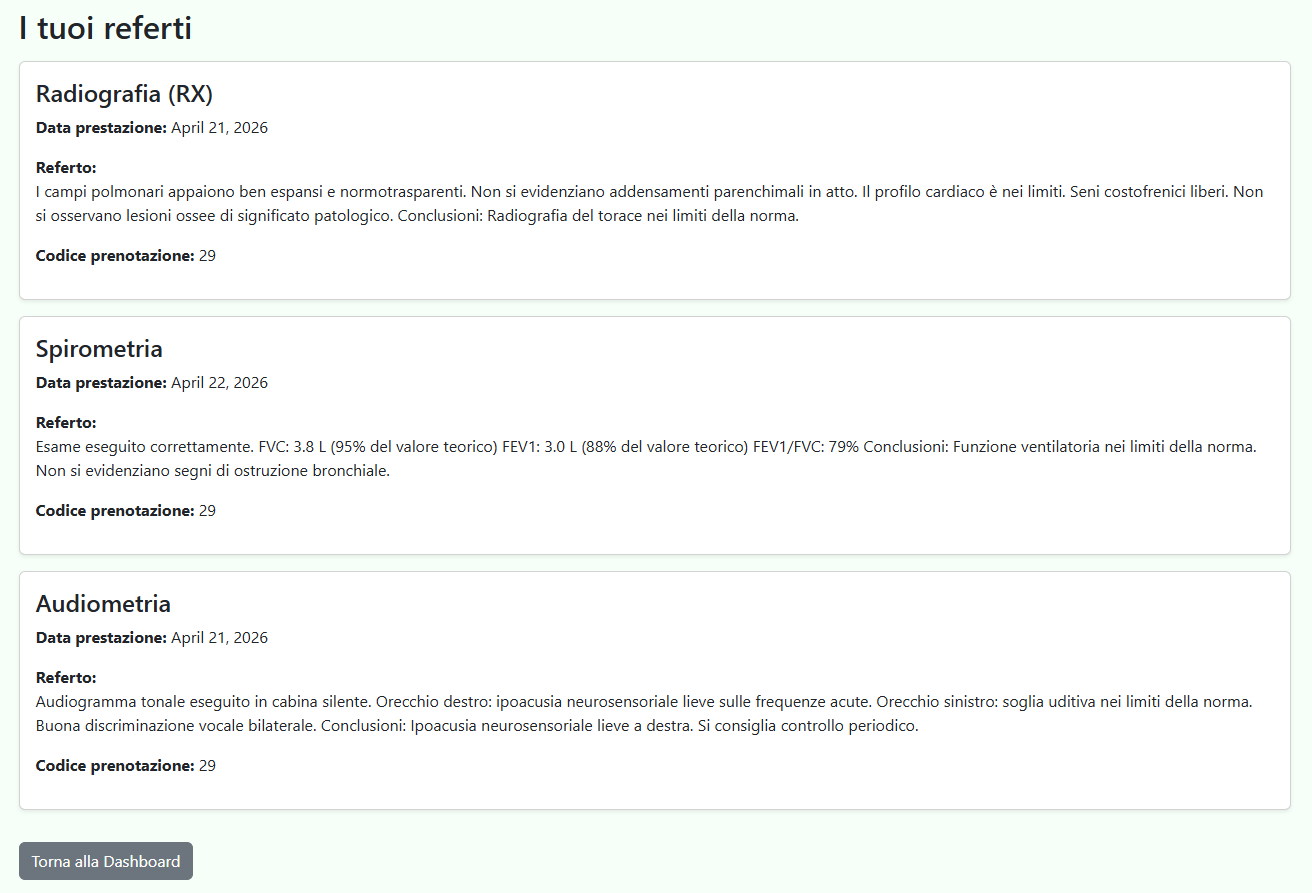 I tuoi referti
Radiografia (RX)
Data prestazione: April 21, 2026
Referto:
I campi polmonari appaiono ben espansi e normotrasparenti. Non si evidenziano addensamenti parenchimali in atto. Il profilo cardiaco è nei limiti. Seni costofrenici liberi. Non
si osservano lesioni ossee di significato patologico. Conclusioni: Radiografia del torace nei limiti della norma.
Codice prenotazione: 29
Spirometria
Data prestazione: April 22, 2026
Referto:
Esame eseguito correttamente. FVC: 3.8 L (95% del valore teorico) FEV1: 3.0 L (88% del valore teorico) FEV1/FVC: 79% Conclusioni: Funzione ventilatoria nei limiti della norma.
Non si evidenziano segni di ostruzione bronchiale.
Codice prenotazione: 29
Audiometria
Data prestazione: April 21, 2026
Referto:
Audiogramma tonale eseguito in cabina silente. Orecchio destro: ipoacusia neurosensoriale lieve sulle frequenze acute. Orecchio sinistro: soglia uditiva nei limiti della norma.
Buona discriminazione vocale bilaterale. Conclusioni: Ipoacusia neurosensoriale lieve a destra. Si consiglia controllo periodico.
Codice prenotazione: 29
Torna alla Dashboard